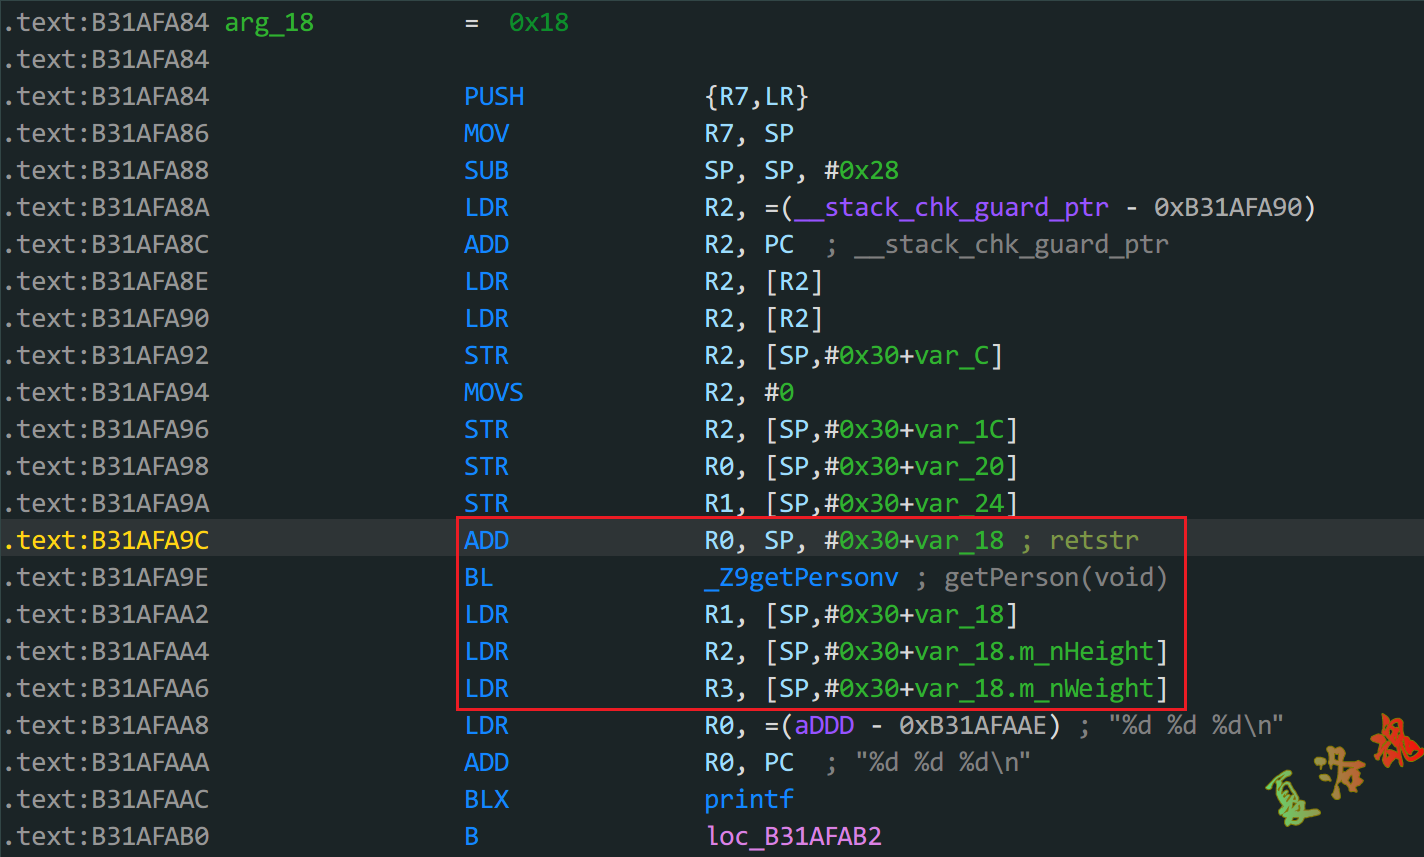 .text:B31AFA84 arg_18 = 0x18
.text:B31AFA84
.text:B31AFA84 PUSH {R7,LR}
.text:B31AFA86 MOV R7, SP
.text:B31AFA88 SUB SP, SP, #0x28
.text:B31AFA8A LDR R2, =(__stack_chk_guard_ptr - 0xB31AFA90)
.text:B31AFA8C ADD R2, PC ; __stack_chk_guard_ptr
.text:B31AFA8E LDR R2, [R2]
.text:B31AFA90 LDR R2, [R2]
.text:B31AFA92 STR R2, [SP,#0x30+var_C]
.text:B31AFA94 MOVS R2, #0
.text:B31AFA96 STR R2, [SP,#0x30+var_1C]
.text:B31AFA98 STR R0, [SP,#0x30+var_20]
.text:B31AFA9A STR R1, [SP,#0x30+var_24]
.text:B31AFA9C ADD R0, SP, #0x30+var_18 ; retstr
.text:B31AFA9E BL _Z9getPersonv ; getPerson(void)
.text:B31AFAA2 LDR R1, [SP,#0x30+var_18]
.text:B31AFAA4 LDR R2, [SP,#0x30+var_18.m_nHeight]
.text:B31AFAA6 LDR R3, [SP,#0x30+var_18.m_nWeight]
.text:B31AFAA8 LDR R0, =(aDDD - 0xB31AFAAE) ; "%d %d %d\n"
.text:B31AFAAA ADD R0, PC ; "%d %d %d\n"
.text:B31AFAAC BLX printf
.text:B31AFAB0 B loc_B31AFAB2